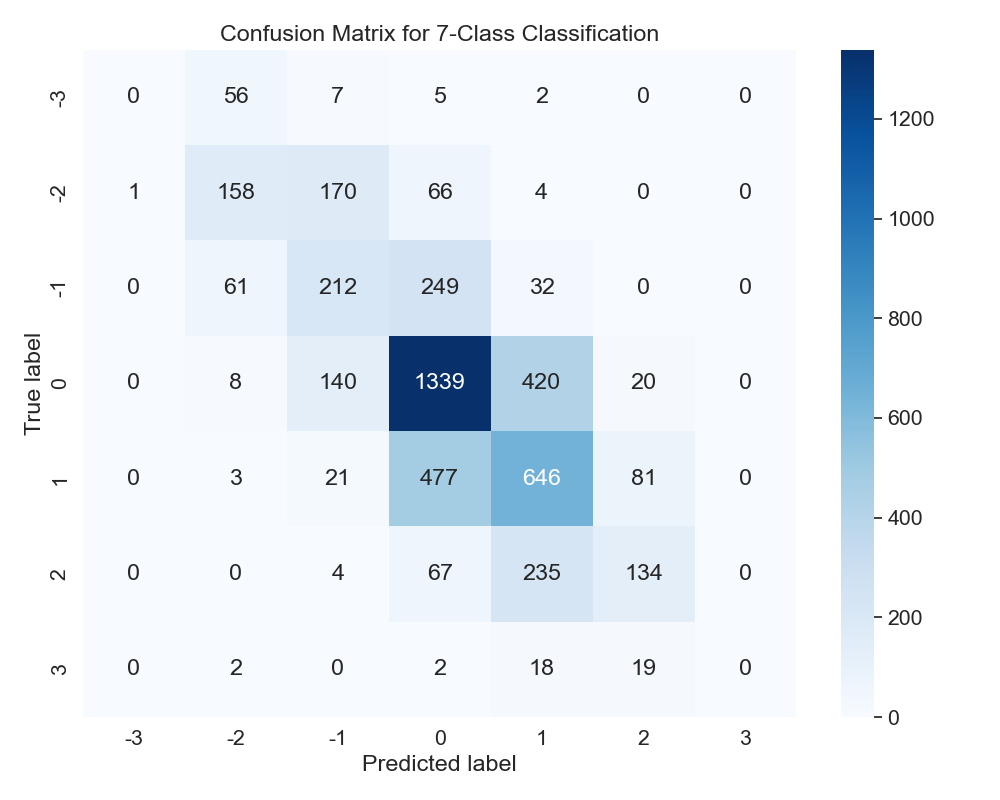 Confusion Matrix for 7-Class Classification
True label
-3 0 56 7 5 2 0 0
-2 1 158 170 66 4 0 0
-1 0 61 212 249 32 0 0
0 0 8 140 1339 420 20 0
1 0 3 21 477 646 81 0
2 0 0 4 67 235 134 0
3 0 2 0 2 18 19 0
-3 -2 -1 0 1 2 3
Predicted label
1200
1000
800
600
400
200
0